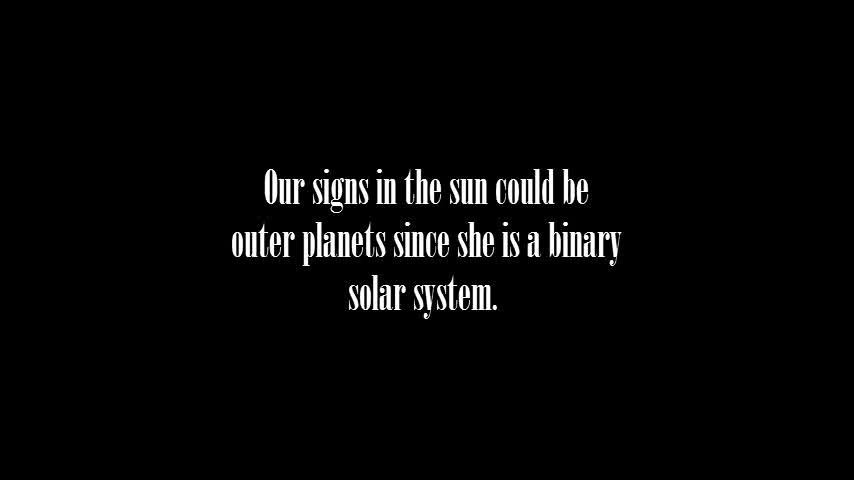 Our signs in the sun could be
outer planets since she is a binary
solar system.